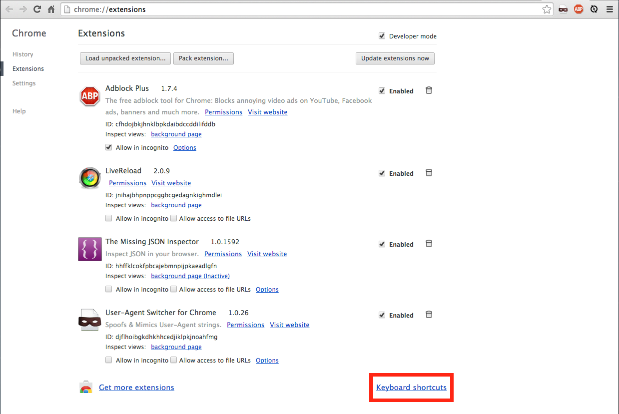 chrome://extensions
ABP
Chrome
History
Extensions
Settings
Help
Extensions
Developer mode
Load unpacked extension...
Pack extension...
Update extensions now
ABP
Adblock Plus 1.7.4
Enabled
The free adblock tool for Chrome: Blocks annoying video ads on YouTube, Facebook
ads, banners and much more. Permissions Visit website
ID: cfhdojbkjhnklbpkdaibdccddilifddb
Inspect views: background page
Allow in incognito Options
LiveReload 2.0.9
Enabled
Permissions Visit website
ID: jnihajbhpnppcggbcgedagnkighmdlei
Inspect views: background page
Allow in incognito Allow access to file URLs
The Missing JSON Inspector 1.0.1592
Enabled
Inspect JSON in your browser. Permissions Visit website
ID: hhffklcokfpbcajebmnpijpkaeadlgfn
Inspect views: background page (Inactive)
Allow in incognito Allow access to file URLs Options
User-Agent Switcher for Chrome 1.0.26
Enabled
Spoofs & Mimics User-Agent strings. Permissions Visit website
ID: djflhoibgkdhkhhcedjiklpkjnoahfmg
Inspect views: background page
Allow in incognito Allow access to file URLs Options
Get more extensions
Keyboard shortcuts